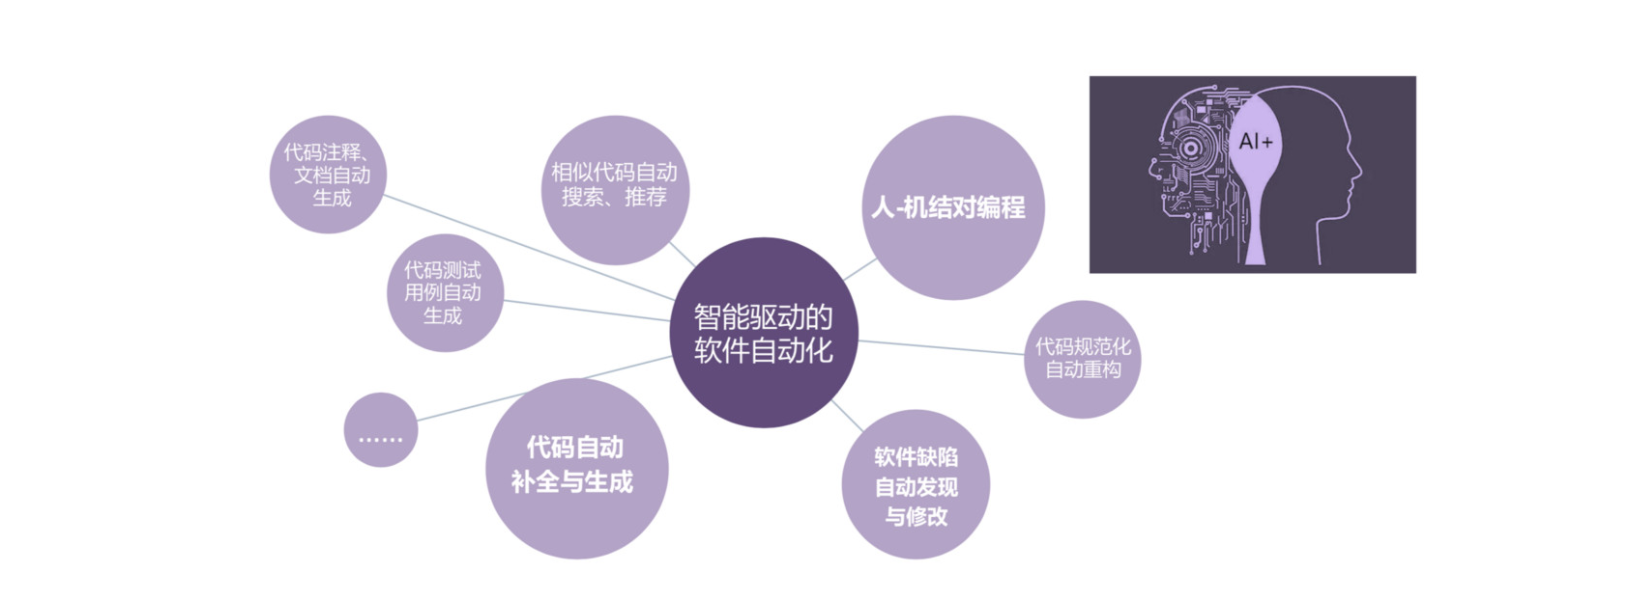 代码注释、
文档自动
生成
相似代码自动
搜索、推荐
人-机结对编程
AI+
代码测试
用例自动
生成
智能驱动的
软件自动化
代码规范化
自动重构
......
代码自动
补全与生成
软件缺陷
自动发现
与修改